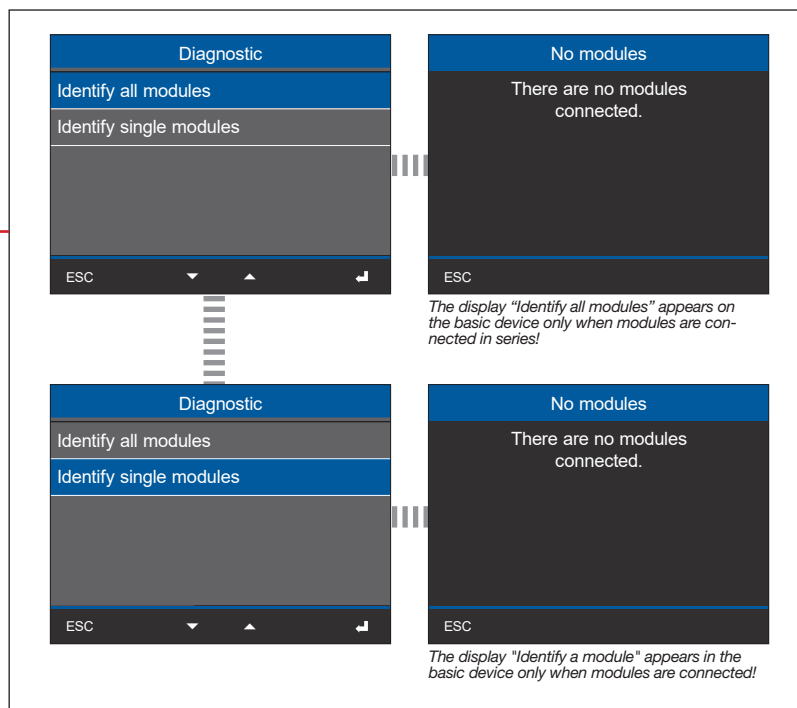 Diagnostic
Identify all modules
Identify single modules
ESC
No modules
There are no modules
connected.
ESC
The display “Identify all modules” appears on
the basic device only when modules are con-
nected in series!
Diagnostic
Identify all modules
Identify single modules
ESC
No modules
There are no modules
connected.
ESC
The display "Identify a module" appears in the
basic device only when modules are connected!